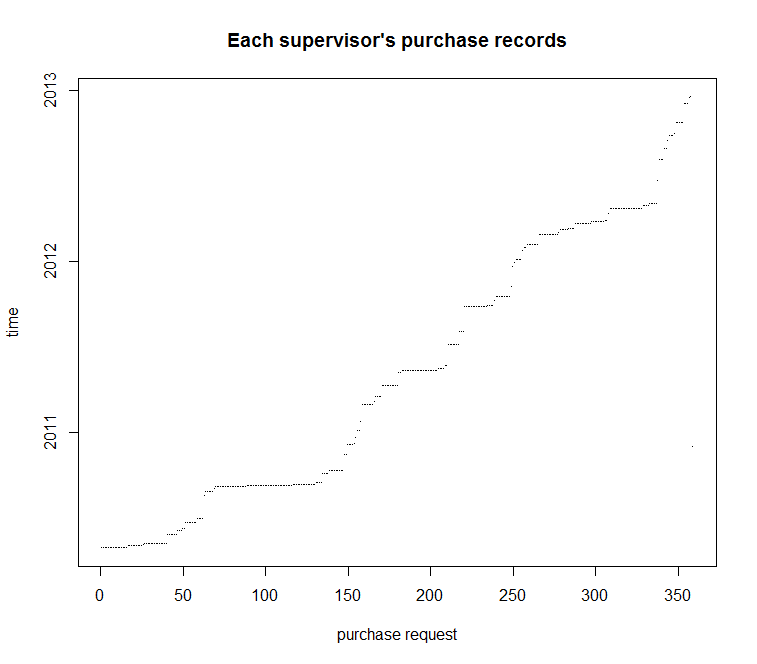 Each supervisor's purchase records
2013
2012
2011
time
0 50 100 150 200 250 300 350
purchase request